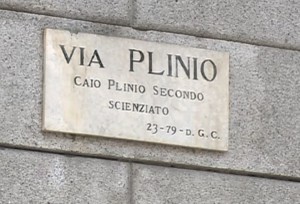 VIA PLINIO
CAIO PLINIO SECONDO
SCIENZIATO
23-79-D.G.C.